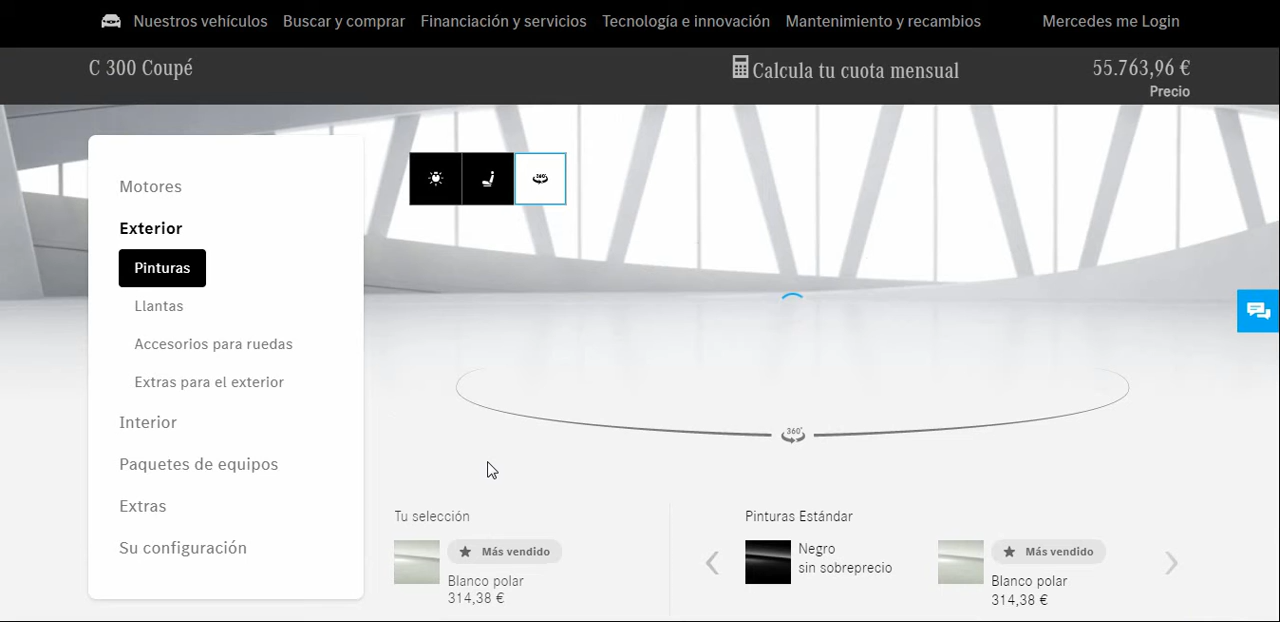 Nuestros vehículos Buscar y comprar Financiación y servicios Tecnología e innovación Mantenimiento y recambios Mercedes me Login
C 300 Coupé Calcula tu cuota mensual 55.763,96 €
Precio
Motores
Exterior
Pinturas
Llantas
Accesorios para ruedas
Extras para el exterior
Interior
Paquetes de equipos
Extras
Su configuración
360°
360°
Tu selección
Más vendido
Blanco polar
314,38 €
Pinturas Estándar
Negro
sin sobreprecio
Más vendido
Blanco polar
314,38 €